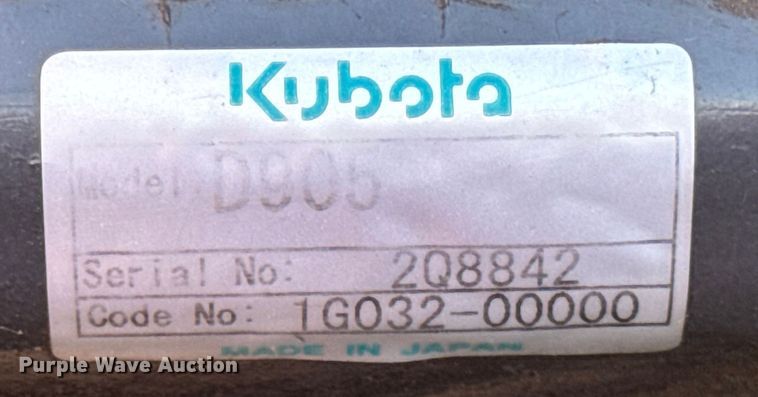 Kubota
Model: D905
Serial No: 2Q8842
Code No: 1G032-00000
MADE IN JAPAN
Purple Wave Auction